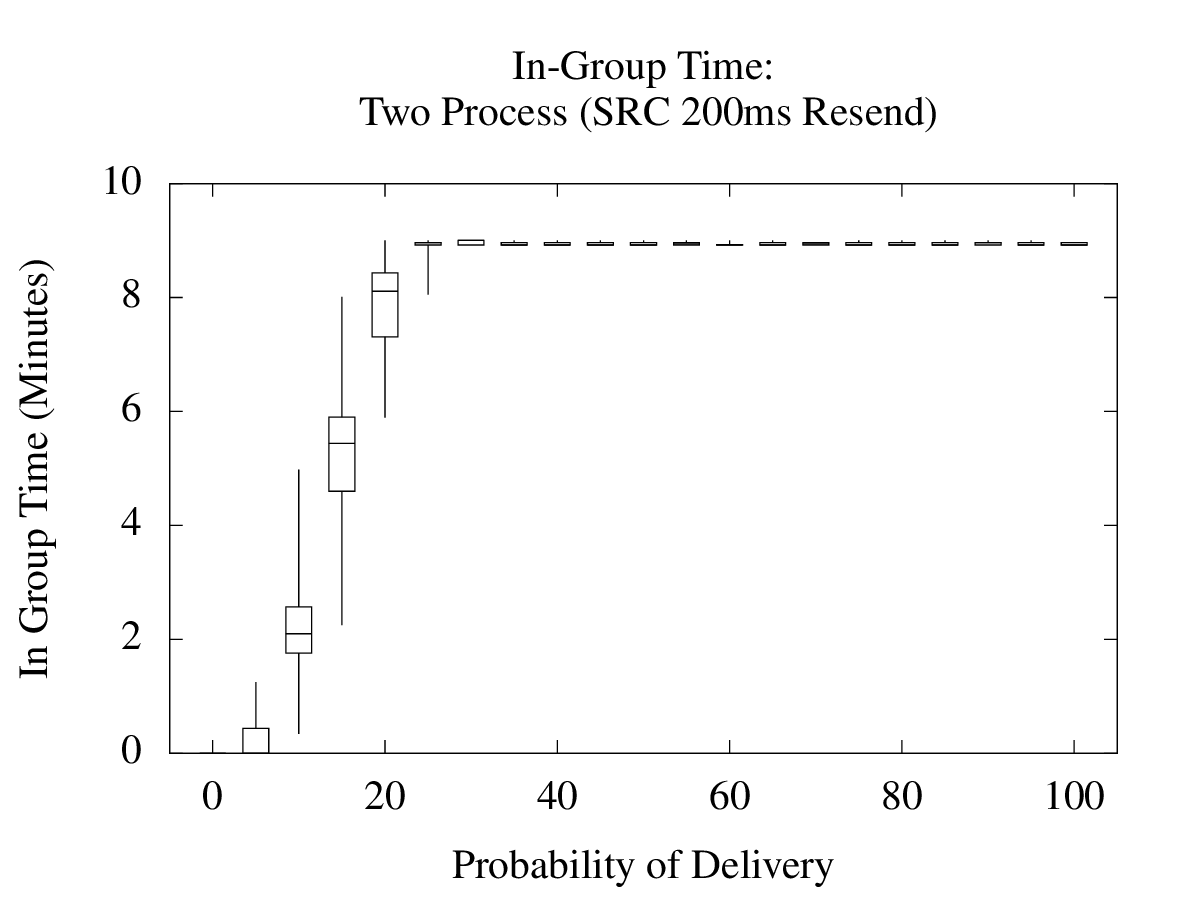 In-Group Time:
Two Process (SRC 200ms Resend)
10
8
6
4
2
0
In Group Time (Minutes)
0 20 40 60 80 100
Probability of Delivery